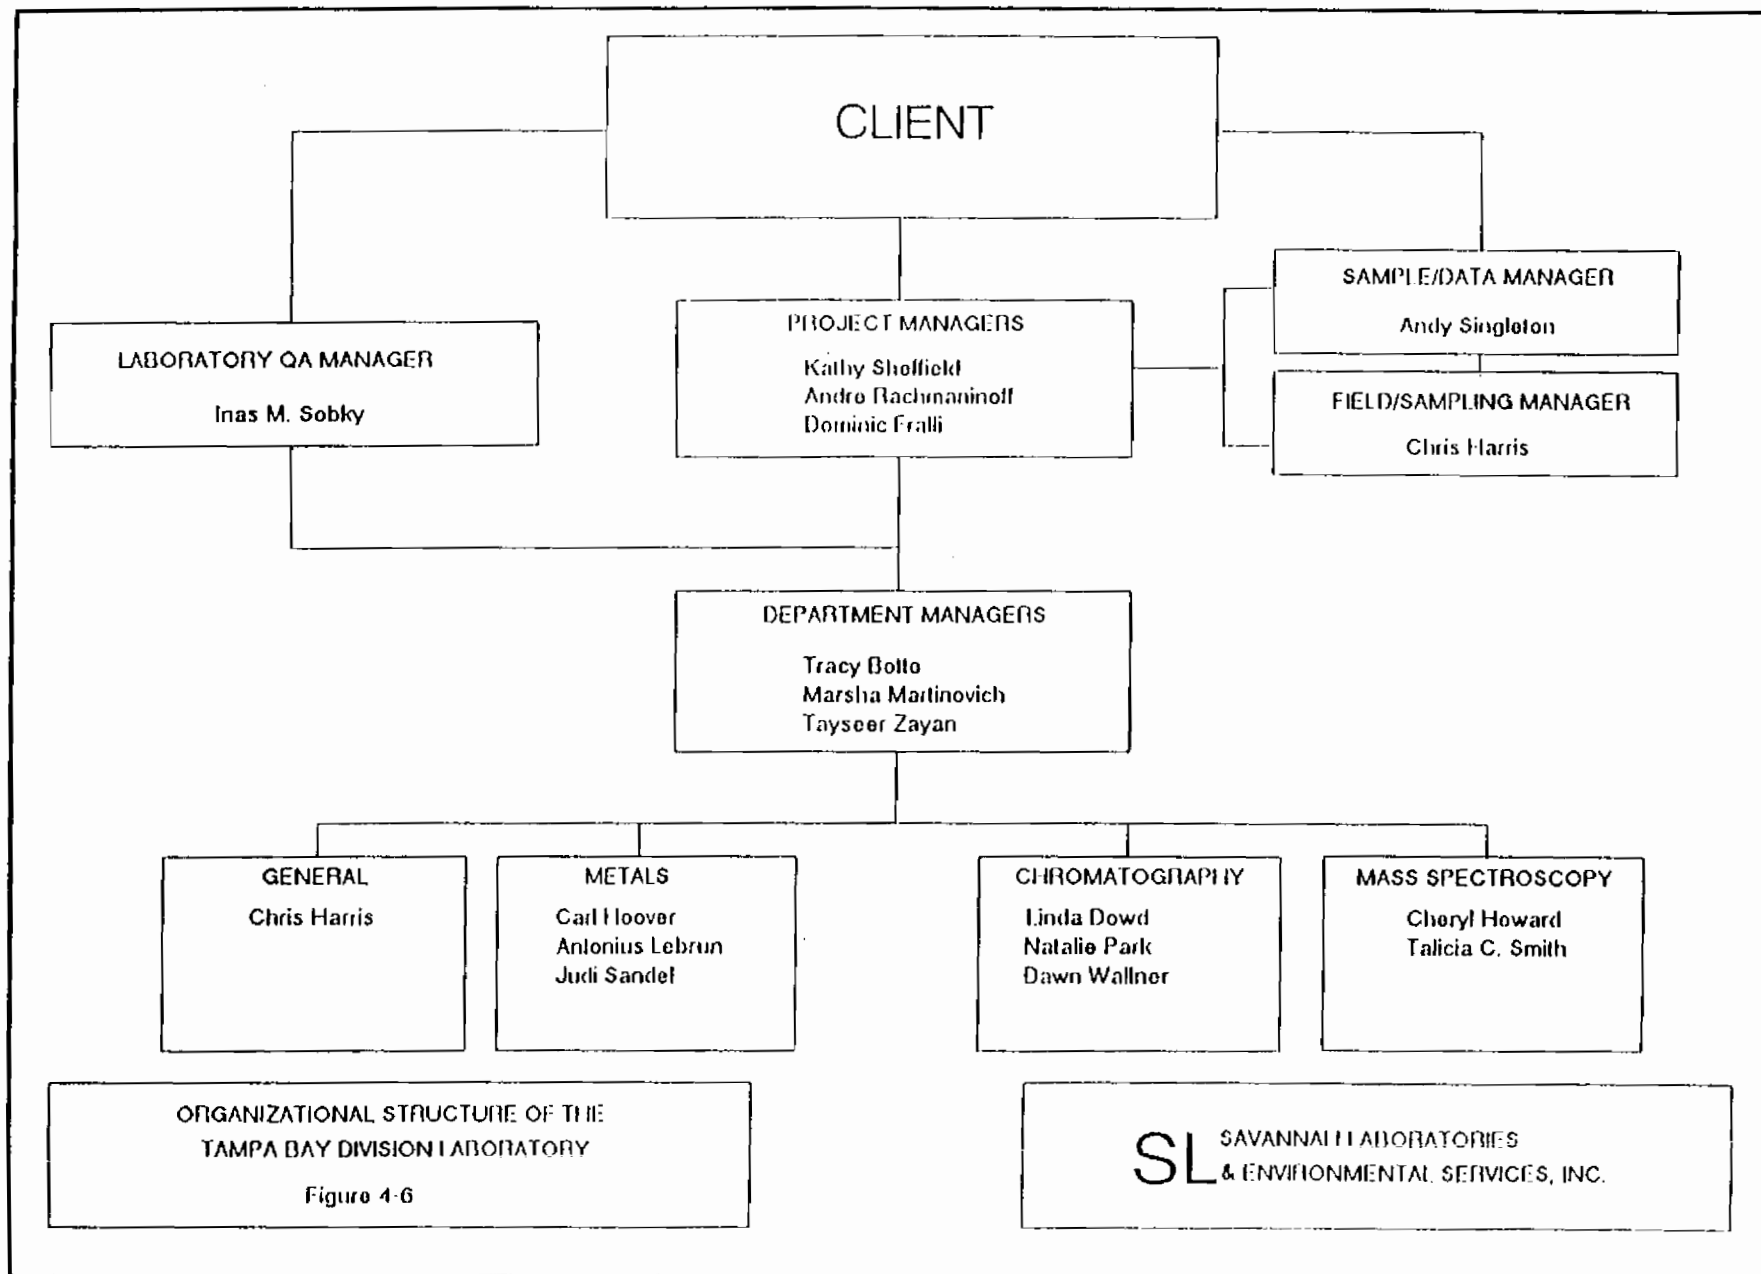 CLIENT
LABORATORY QA MANAGER
Inas M. Sobky
PROJECT MANAGERS
Kathy Sheffield
Andre Rachmaninoff
Dominic Fralli
SAMPLE/DATA MANAGER
Andy Singleton
FIELD/SAMPLING MANAGER
Chris Harris
DEPARTMENT MANAGERS
Tracy
Marsha Martinovich
Tayseer Zayan
GENERAL
Chris Harris
METALS
Carl Hoover
Antonius Lebrun
Judi Sandel
CHROMATOGRAPHY
Linda Dowd
Natalie Park
Dawn Wallner
MASS SPECTROSCOPY
Cheryl Howard
Talicia C. Smith
ORGANIZATIONAL STRUCTURE OF THE
TAMPA BAY DIVISION LABORATORY
Figure 4-6
SL SAVANNAH LABORATORIES
& ENVIRONMENTAL SERVICES, INC.